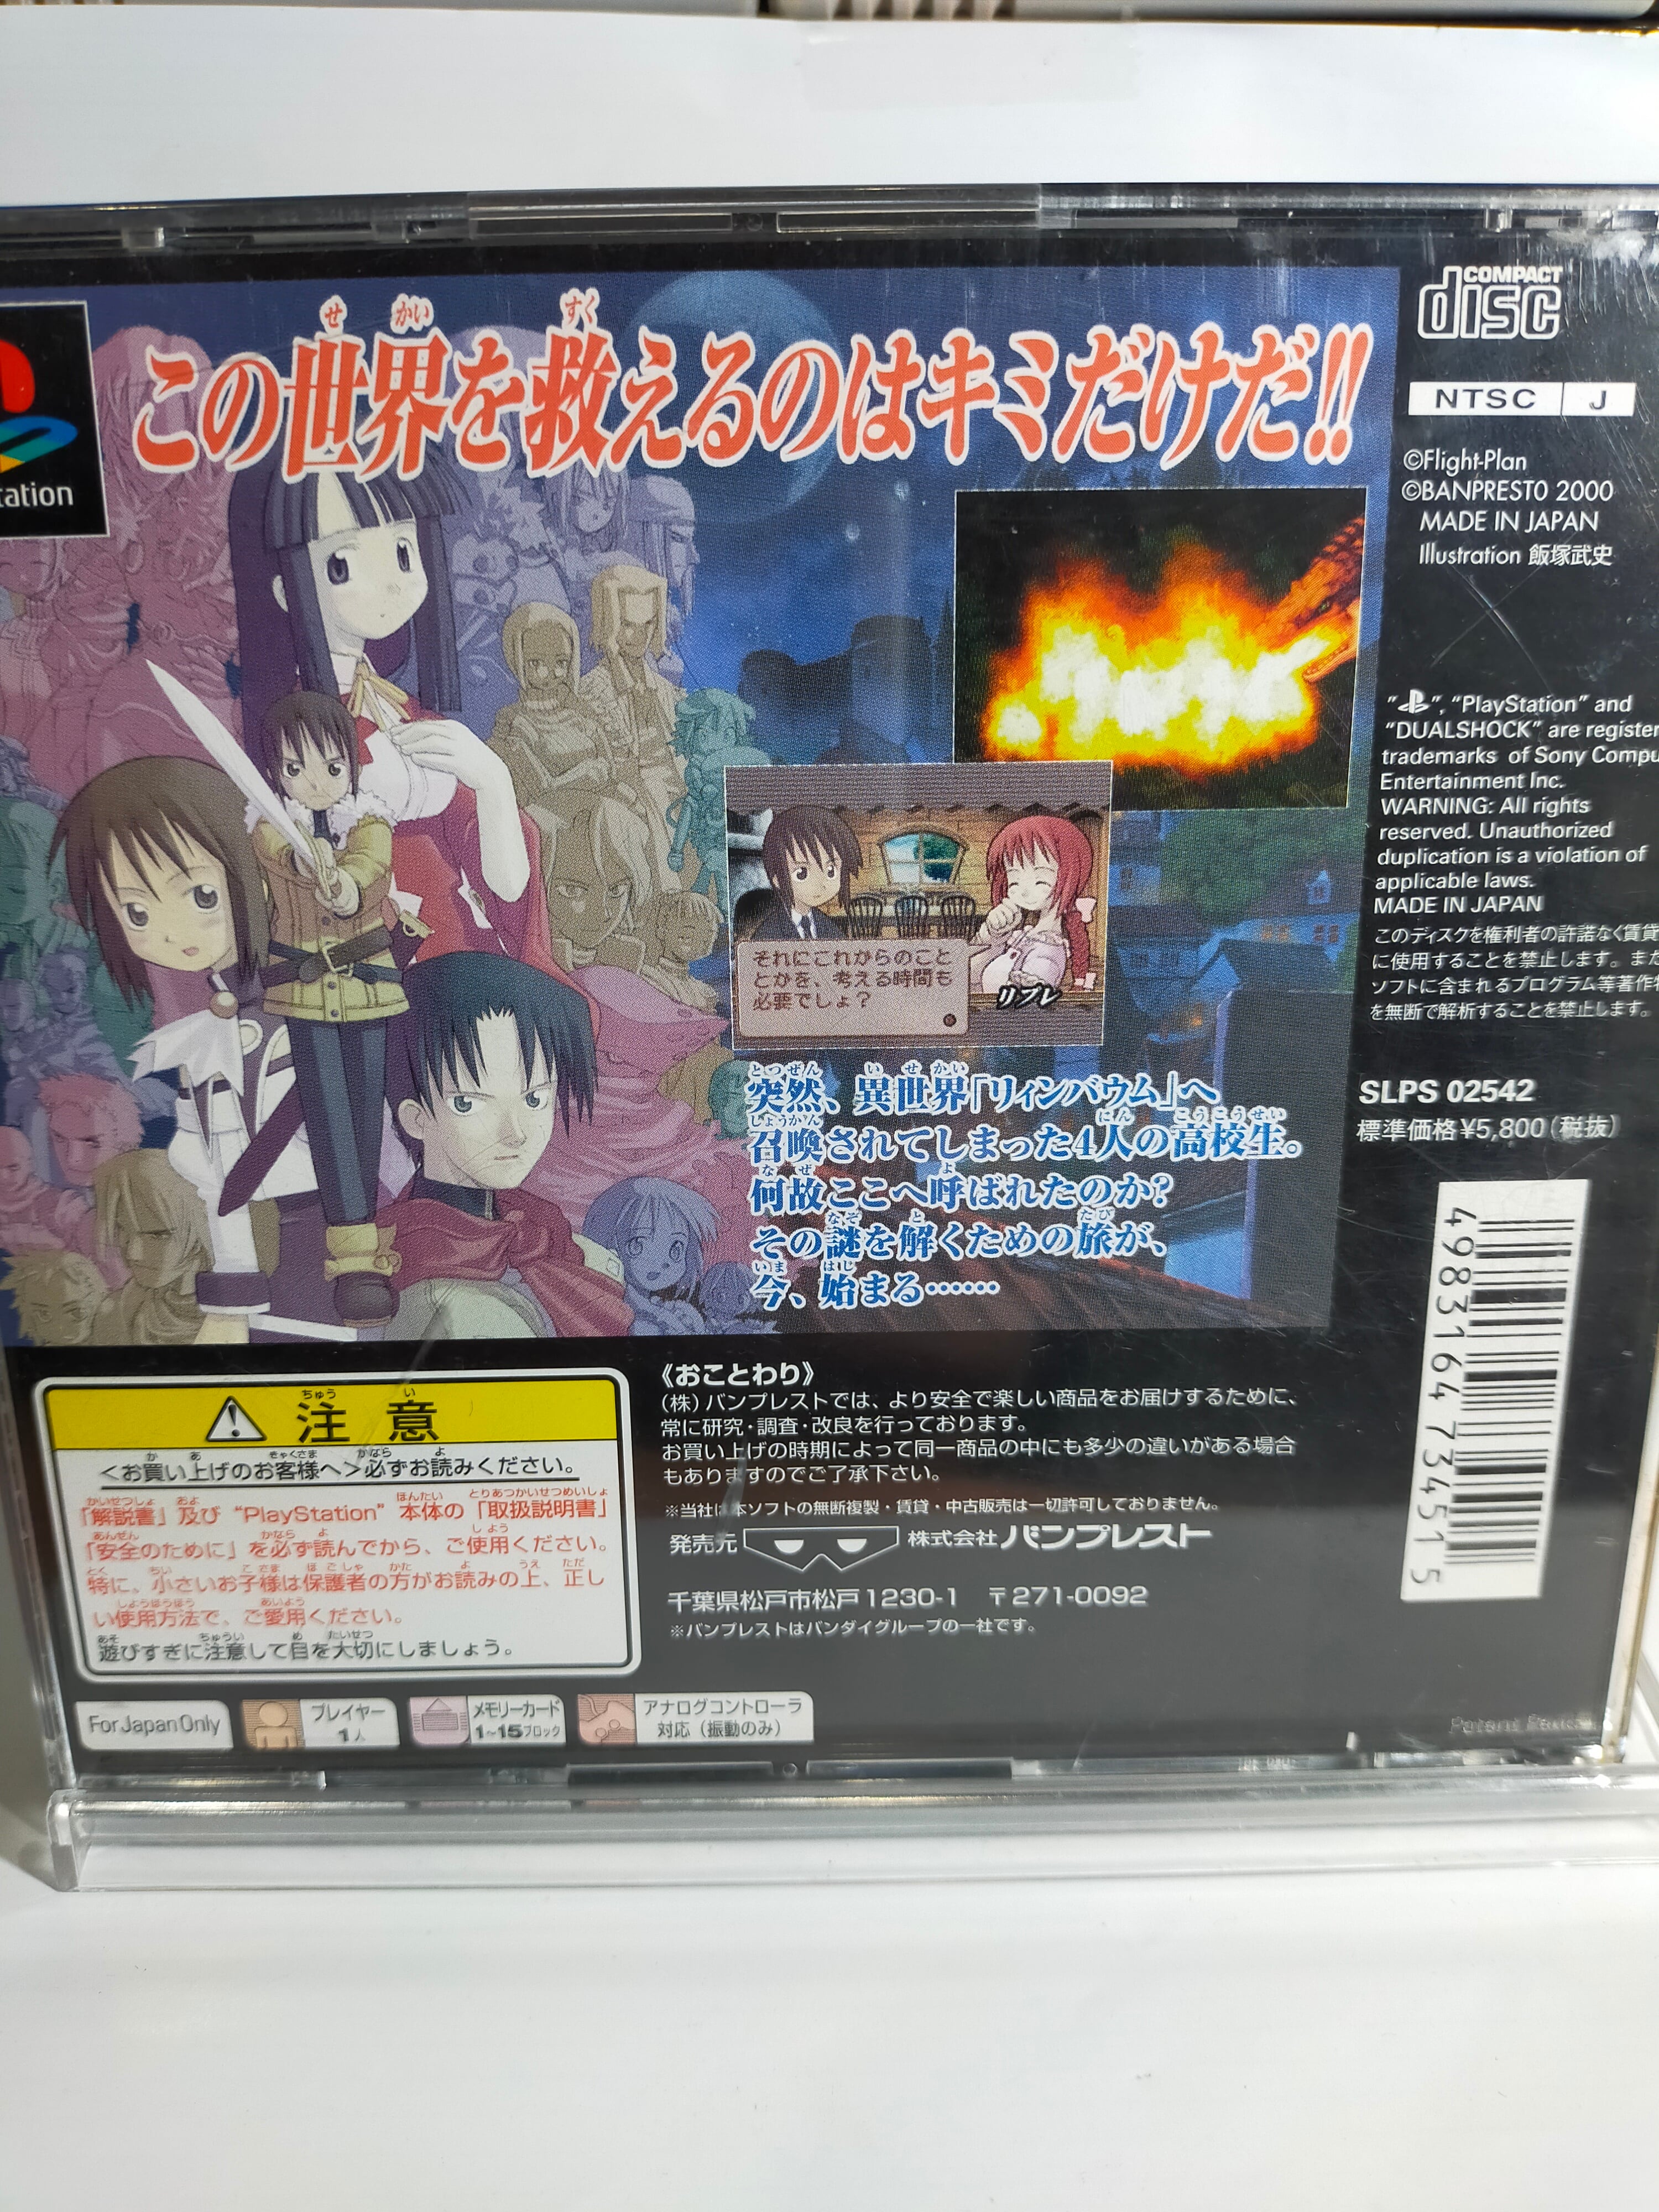 この世界を救えるのはキミだけだ!!
せ かい すく
COMPACT
disc
NTSC J
©Flight-Plan
©BANPRESTO 2000
MADE IN JAPAN
Illustration 飯塚武史
それにこれからのこと
とかを、考える時間も
必要でしょ?
リプレ
突然、異世界「リィンバウム」へ
召喚されてしまった4人の高校生。
何故ここへ呼ばれたのか?
その謎を解くための旅が、
今、始まる……
" ", "PlayStation" and
"DUALSHOCK" are
trademarks of Sony
Entertainment Inc.
WARNING: All rights
reserved. Unauthorized
duplication is a violation of
applicable laws.
MADE IN JAPAN
このディスクを権利者の許諾なく賃貸
に使用することを禁止します。また
ソフトに含まれるプログラム等著作物
を無断で解析することを禁止します。
SLPS 02542
標準価格¥5,800(税抜)
4983164734515
注意
ちゅう い
<お買い上げのお客様へ>必ずお読みください。
「解説書」及び "PlayStation" 本体の「取扱説明書」
「安全のために」を必ず読んでから、ご使用ください。
特に、小さいお子様は保護者の方がお読みの上、正し
い使用方法で、ご愛用ください。
遊びすぎに注意して目を大切にしましょう。
《おことわり》
(株)バンプレストでは、より安全で楽しい商品をお届けするために、
常に研究・調査・改良を行っております。
お買い上げの時期によって同一商品の中にも多少の違いがある場合
もありますのでご了承下さい。
※当社は本ソフトの無断複製・賃貸・中古販売は一切許可しておりません。
発売元 株式会社バンプレスト
千葉県松戸市松戸1230-1 〒271-0092
※バンプレストはバンダイグループの一社です。
For Japan Only
プレイヤー
1人
メモリーカード
1~15ブロック
アナログコントローラ
対応(振動のみ)